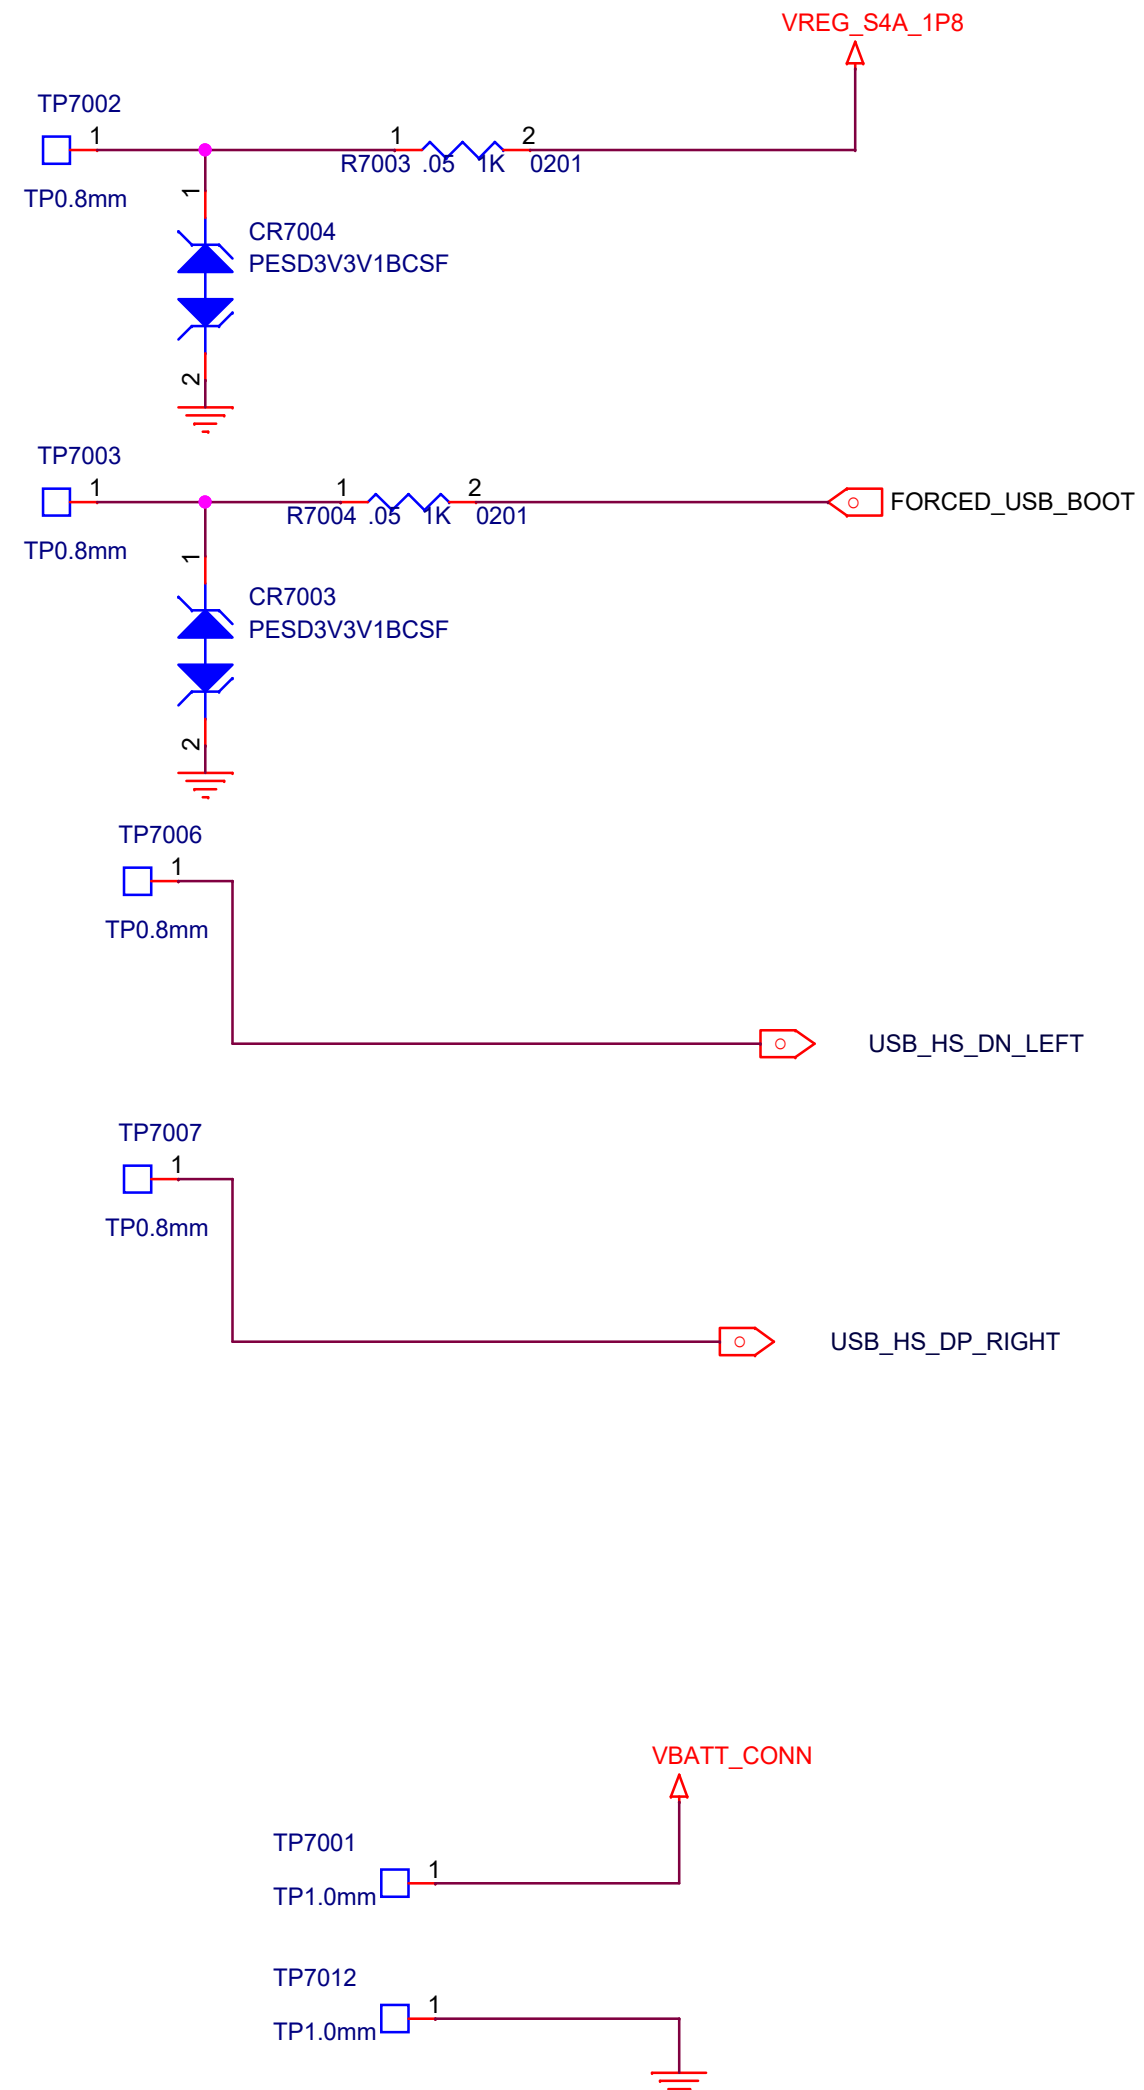 VREG_S4A_1P8
TP7002
1
1
2
R7003 .05 1K 0201
TP0.8mm
1
CR7004
PESD3V3V1BCSF
2
TP7003
1
1
2
FORCED_USB_BOOT
R7004 .05 1K 0201
TP0.8mm
1
CR7003
PESD3V3V1BCSF
2
TP7006
1
TP0.8mm
USB_HS_DN_LEFT
TP7007
1
TP0.8mm
USB_HS_DP_RIGHT
VBATT_CONN
TP7001
1
TP1.0mm
TP7012
1
TP1.0mm